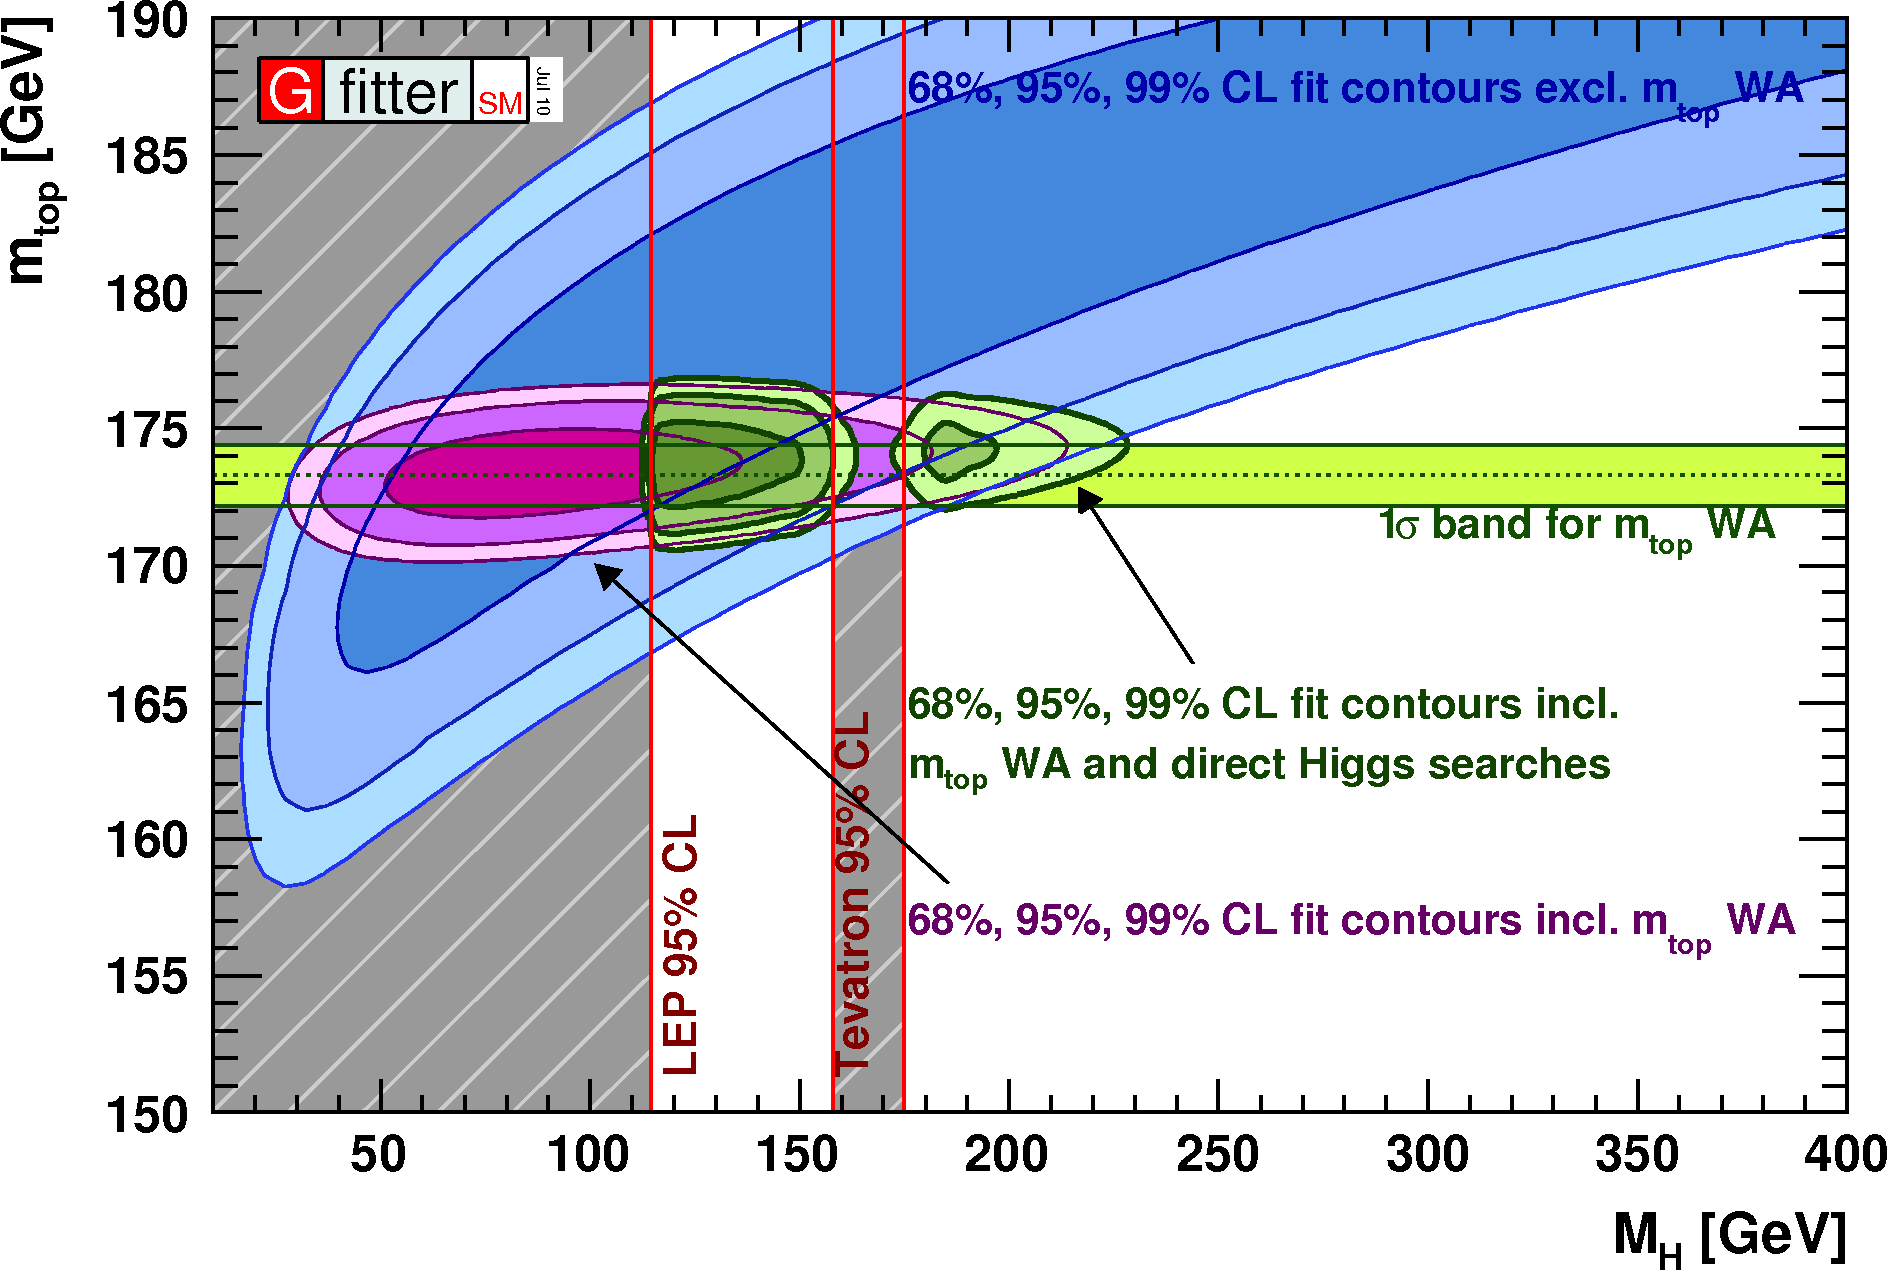 m_top [GeV]
190
185
180
175
170
165
160
155
150
G fitter SM Jul 10
68%, 95%, 99% CL fit contours excl. m_top WA
1σ band for m_top WA
68%, 95%, 99% CL fit contours incl.
m_top WA and direct Higgs searches
68%, 95%, 99% CL fit contours incl. m_top WA
LEP 95% CL
Tevatron 95% CL
50 100 150 200 250 300 350 400
M_H [GeV]